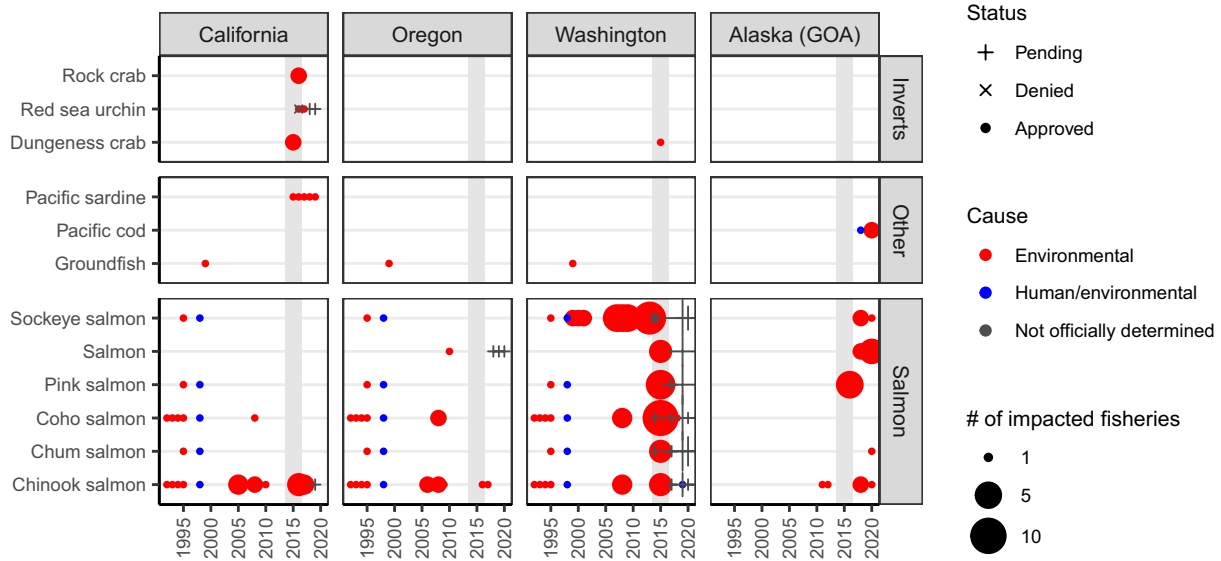 California Oregon Washington Alaska (GOA)
Rock crab
Red sea urchin
Dungeness crab
Inverts
Pacific sardine
Pacific cod
Groundfish
Other
Sockeye salmon
Salmon
Pink salmon
Coho salmon
Chum salmon
Chinook salmon
Salmon
1995 2000 2005 2010 2015 2020 1995 2000 2005 2010 2015 2020 1995 2000 2005 2010 2015 2020 1995 2000 2005 2010 2015 2020
Status
Pending
Denied
Approved
Cause
Environmental
Human/environmental
Not officially determined
# of impacted fisheries
1
5
10